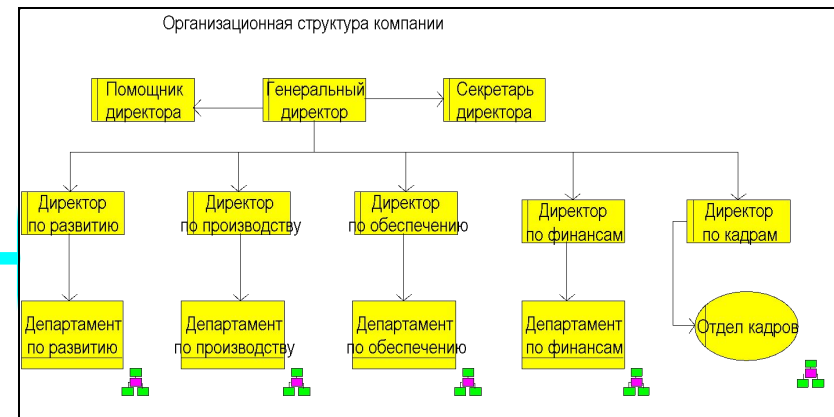 Организационная структура компании
Помощник
директора
Генеральный
директор
Секретарь
директора
Директор
по развитию
Директор
по производству
Директор
по обеспечению
Директор
по финансам
Директор
по кадрам
Департамент
по развитию
Департамент
по производству
Департамент
по обеспечению
Департамент
по финансам
Отдел кадров